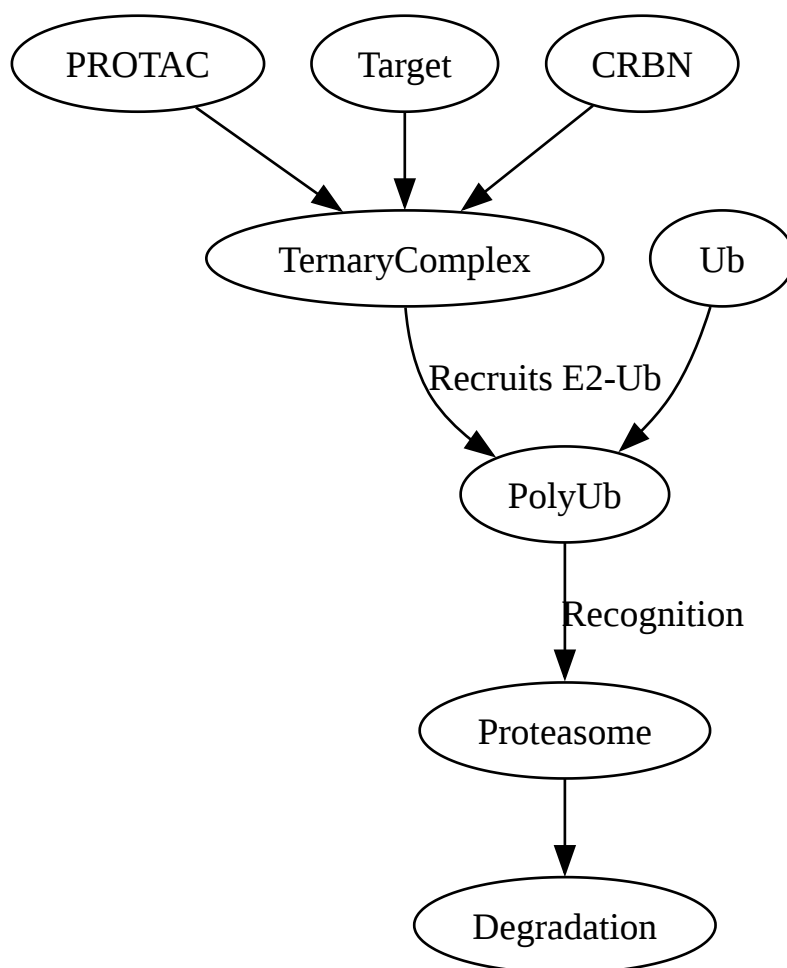 PROTAC
Target
CRBN
TernaryComplex
Ub
Recruits E2-Ub
PolyUb
Recognition
Proteasome
Degradation